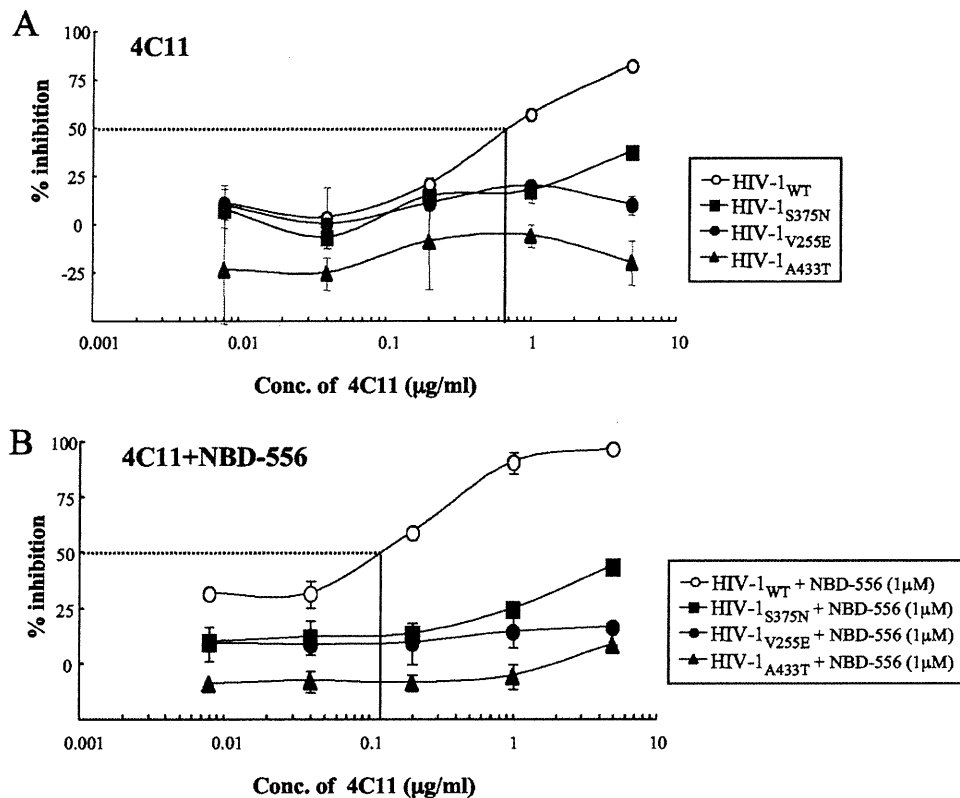 A
4C11
% inhibition
100
75
50
25
0
-25
0.001
0.01
0.1
1
10
Conc. of 4C11 (µg/ml)
HIV-1WT
HIV-1S375N
HIV-1V255E
HIV-1A433T
B
4C11+NBD-556
% inhibition
100
75
50
25
0
0.001
0.01
0.1
1
10
Conc. of 4C11 (µg/ml)
HIV-1WT + NBD-556 (1µM)
HIV-1S375N + NBD-556 (1µM)
HIV-1V255E + NBD-556 (1µM)
HIV-1A433T + NBD-556 (1µM)